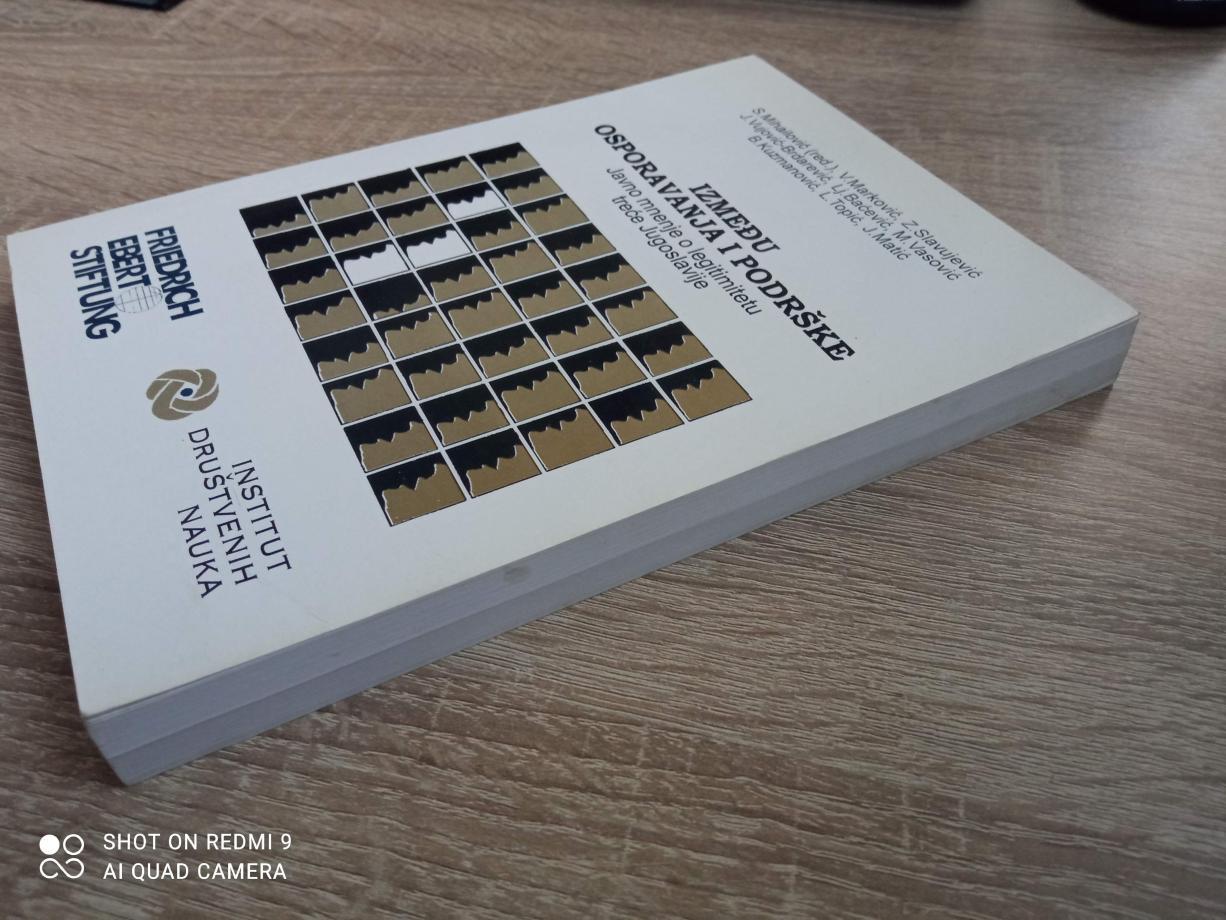 S.Mihailović (red.), V.Marković, Z.Slavujević
J.Vujović-Brdarević, Lj.Baćević, M.Vasović
B.Kuzmanović, L.Topić, J.Matić
IZMEĐU
OSPORAVANJA I PODRŠKE
Javno mnenje o legitimitetu
treće Jugoslavije
FRIEDRICH
EBERT
STIFTUNG
INSTITUT
DRUŠTVENIH
NAUKA
SHOT ON REDMI 9
AI QUAD CAMERA